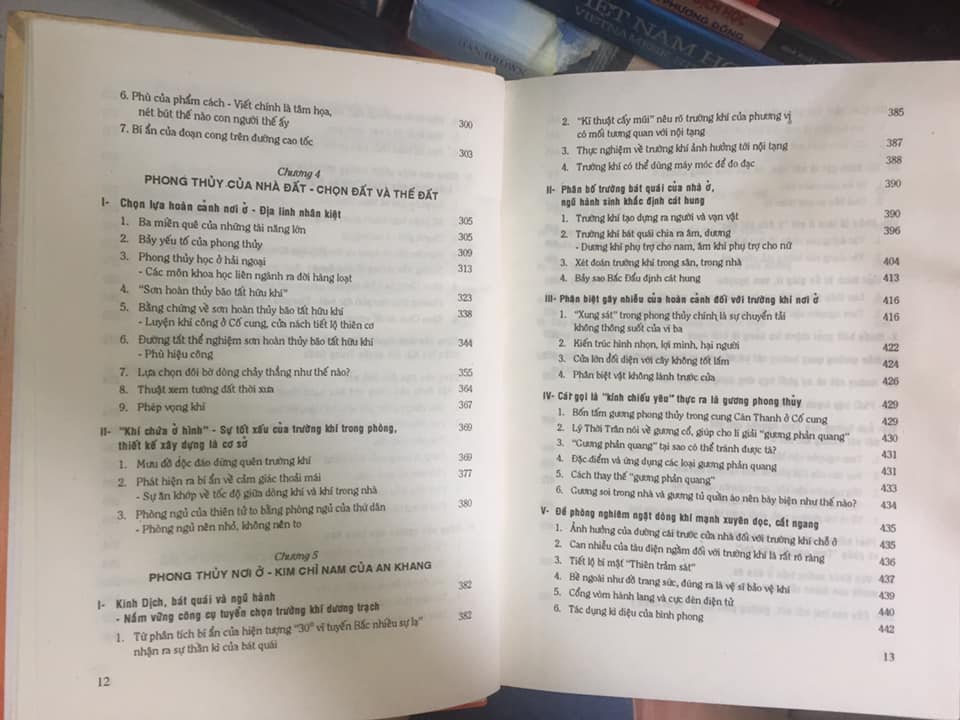 PHƯƠNG ĐÔNG
IỆT NAM HỌ
VIETNAMESE
DAN BROWN
6. Phù của phẩm cách - Viết chính là tâm họa,
nét bút thế nào con người thế ấy 300
7. Bí ẩn của đoạn cong trên đường cao tốc 303
Chương 4
PHONG THỦY CỦA NHÀ ĐẤT - CHỌN ĐẤT VÀ THẾ ĐẤT
I- Chọn lựa hoàn cảnh nơi ở - Địa linh nhân kiệt 305
1. Ba miền quê của những tài năng lớn 305
2. Bảy yếu tố của phong thủy 309
3. Phong thủy học ở hải ngoại 313
- Các môn khoa học liên ngành ra đời hàng loạt
4. "Sơn hoàn thủy bão tất hữu khí" 323
5. Bằng chứng về sơn hoàn thủy bão tất hữu khí 338
- Luyện khí công ở Cố cung, cửa nách tiết lộ thiên cơ
6. Đường tất thể nghiệm sơn hoàn thủy bão tất hữu khí 344
- Phù hiệu công
7. Lựa chọn đôi bờ dòng chảy thẳng như thế nào? 355
8. Thuật xem tướng đất thời xưa 364
9. Phép vọng khí 367
II- "Khí chứa ở hình" - Sự tốt xấu của trường khí trong phòng, 369
thiết kế xây dựng là cơ sở
1. Mưu đồ độc đáo đừng quên trường khí 369
2. Phát hiện ra bí ẩn về cảm giác thoải mái 377
- Sự ăn khớp về tốc độ giữa dòng khí và khí trong nhà
3. Phòng ngủ của thiên tử to bằng phòng ngủ của thứ dân 380
- Phòng ngủ nên nhỏ, không nên to
Chương 5
PHONG THỦY NƠI Ở - KIM CHỈ NAM CỦA AN KHANG
I- Kinh Dịch, bát quái và ngũ hành 382
- Nắm vững công cụ tuyển chọn trường khí dương trạch
1. Từ phân tích bí ẩn của hiện tượng "30° vĩ tuyến Bắc nhiều sự lạ" 382
nhận ra sự thần kì của bát quái
12
2. "Kĩ thuật cấy mũi" nêu rõ trường khí của phương vị 385
có mối tương quan với nội tạng
3. Thực nghiệm về trường khí ảnh hưởng tới nội tạng 387
4. Trường khí có thể dùng máy móc để đo đạc 388
II- Phân bố trường bát quái của nhà ở, 390
ngũ hành sinh khắc định cát hung
1. Trường khí tạo dựng ra người và vạn vật 390
2. Trường khí bát quái chia ra âm, dương 396
- Dương khí phụ trợ cho nam, âm khí phụ trợ cho nữ
3. Xét đoán trường khí trong sân, trong nhà 404
4. Bảy sao Bắc Đẩu định cát hung 413
III- Phân biệt gây nhiễu của hoàn cảnh đối với trường khí nơi ở 416
1. "Xung sát" trong phong thủy chính là sự chuyển tải 416
không thông suốt của vi ba
2. Kiến trúc hình nhọn, lợi mình, hại người 422
3. Cửa lớn đối diện với cây không tốt lắm 424
4. Phân biệt vật không lành trước cửa 426
IV- Cái gọi là "kính chiếu yêu" thực ra là gương phong thủy 429
1. Bốn tấm gương phong thủy trong cung Càn Thanh ở Cố cung 429
2. Lý Thời Trân nói về gương cổ, giúp cho lí giải "gương phản quang" 430
3. "Gương phản quang" tại sao có thể tránh được tà? 431
4. Đặc điểm và ứng dụng các loại gương phản quang 431
5. Cách thay thế "gương phản quang" 433
6. Gương soi trong nhà và gương tủ quần áo nên bày biện như thế nào? 434
V- Đề phòng nghiêm ngặt dòng khí mạnh xuyên dọc, cắt ngang 435
1. Ảnh hưởng của đường cái trước cửa nhà đối với trường khí chỗ ở 435
2. Can nhiễu của tàu điện ngầm đối với trường khí là rất rõ ràng 436
3. Tiết lộ bí mật "Thiên trảm sát" 437
4. Bề ngoài như đồ trang sức, đúng ra là vệ sĩ bảo vệ khí 439
5. Cổng vòm hành lang và cực đèn điện tử 440
6. Tác dụng kì diệu của bình phong 442
13